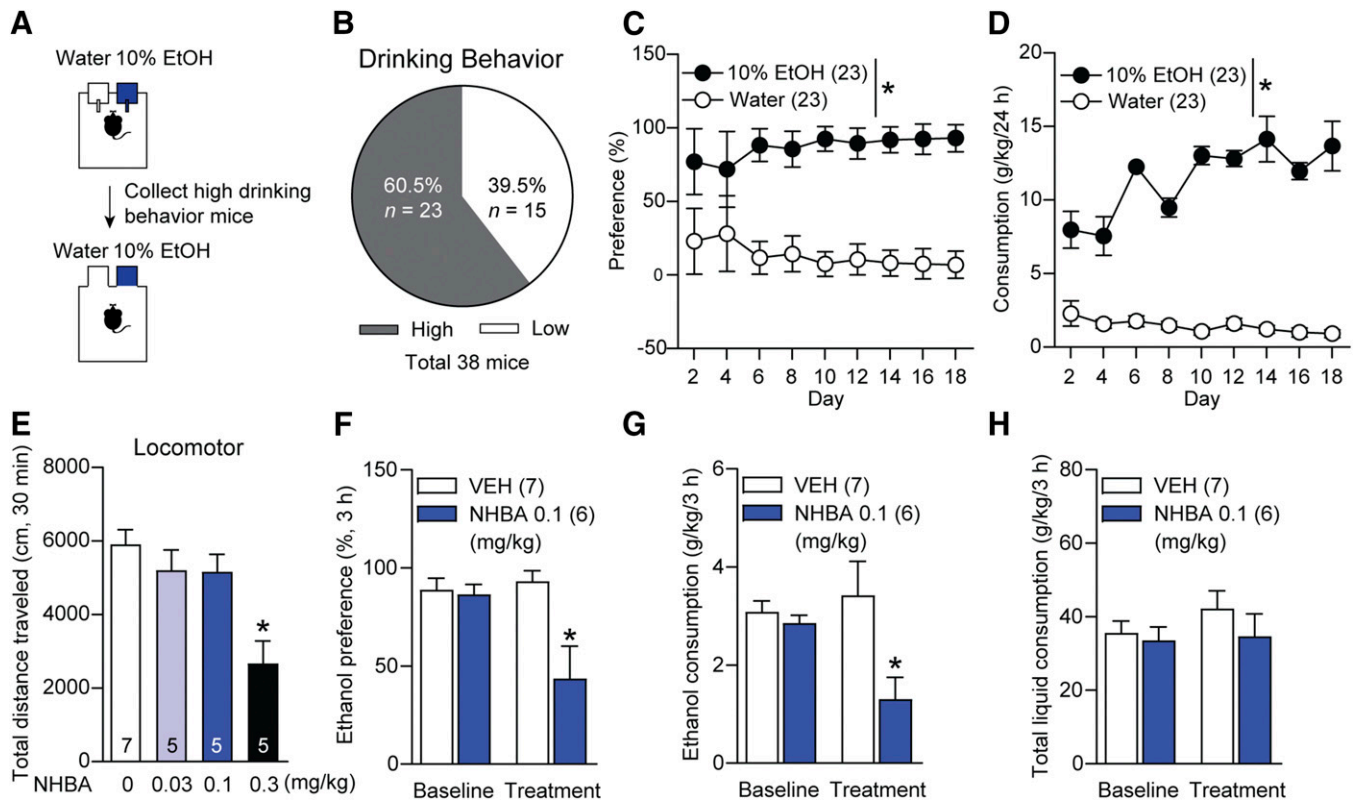 A
Water 10% EtOH
Collect high drinking
behavior mice
Water 10% EtOH
B
Drinking Behavior
60.5%
n = 23
39.5%
n = 15
High
Low
Total 38 mice
C
150
100
50
0
-50
Preference (%)
10% EtOH (23)
Water (23)
*
2 4 6 8 10 12 14 16 18
Day
D
20
15
10
5
0
Consumption (g/kg/24 h)
10% EtOH (23)
Water (23)
*
2 4 6 8 10 12 14 16 18
Day
E
Locomotor
8000
6000
4000
2000
0
Total distance traveled (cm, 30 min)
*
7 5 5 5
NHBA 0 0.03 0.1 0.3 (mg/kg)
F
150
100
50
0
Ethanol preference (%, 3 h)
VEH (7)
NHBA 0.1 (6)
(mg/kg)
*
Baseline Treatment
G
6
4
2
0
Ethanol consumption (g/kg/3 h)
VEH (7)
NHBA 0.1 (6)
(mg/kg)
*
Baseline Treatment
H
80
60
40
20
0
Total liquid consumption (g/kg/3 h)
VEH (7)
NHBA 0.1 (6)
(mg/kg)
Baseline Treatment